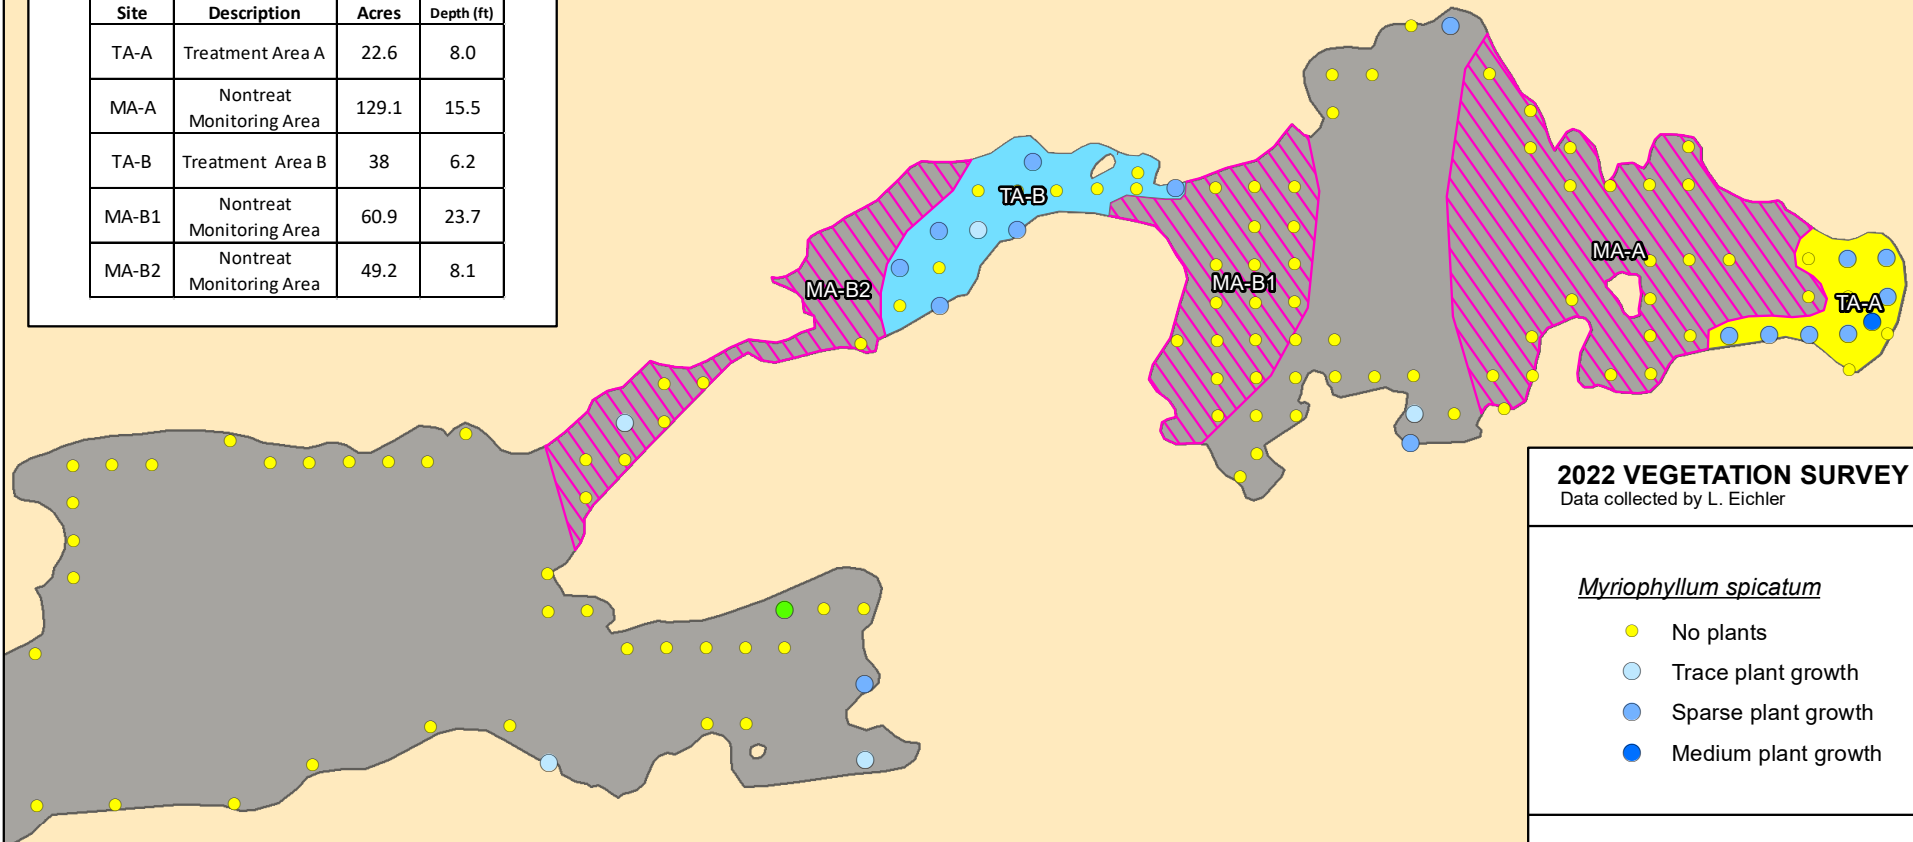 Site Description Acres Depth (ft)
TA-A Treatment Area A 22.6 8.0
MA-A Nontreat Monitoring Area 129.1 15.5
TA-B Treatment Area B 38 6.2
MA-B1 Nontreat Monitoring Area 60.9 23.7
MA-B2 Nontreat Monitoring Area 49.2 8.1
TA-B
MA-B2
MA-B1
MA-A
TA-A
2022 VEGETATION SURVEY
Data collected by L. Eichler
Myriophyllum spicatum
No plants
Trace plant growth
Sparse plant growth
Medium plant growth